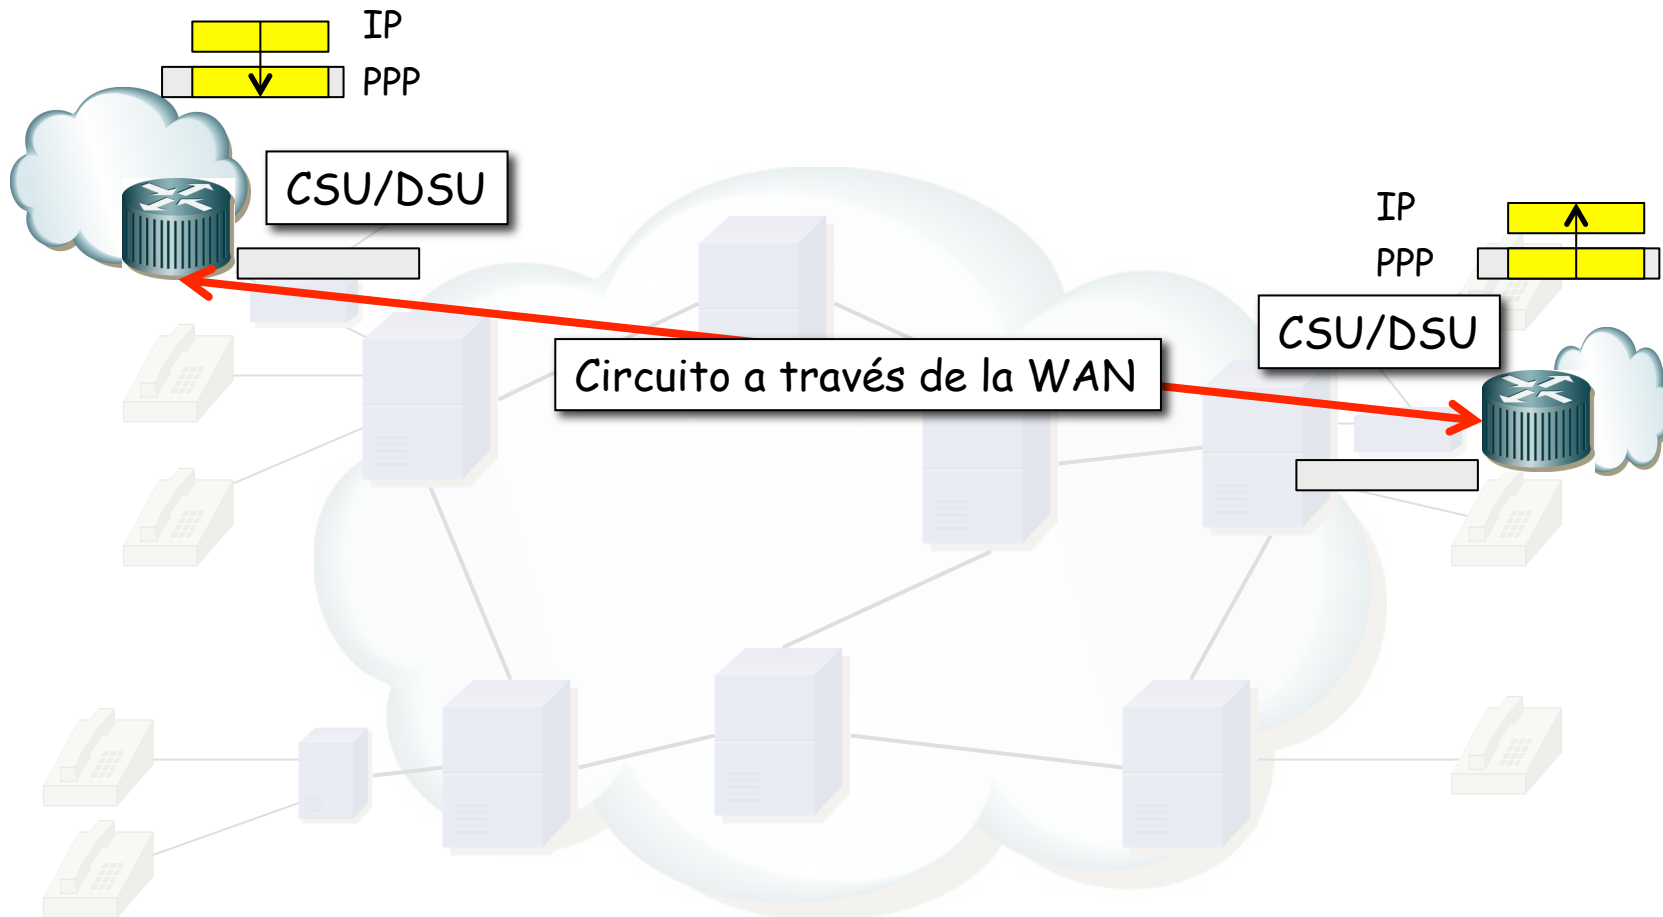 IP
PPP
CSU/DSU
IP
PPP
CSU/DSU
Circuito a través de la WAN